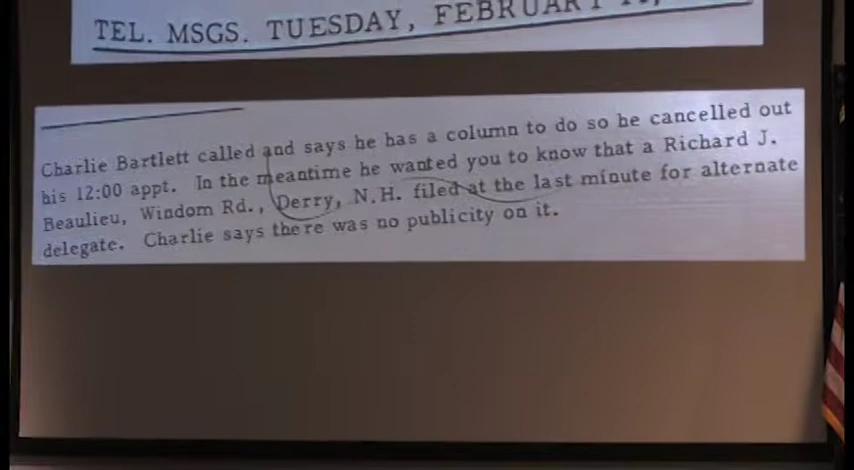 TEL. MSGS. TUESDAY, FEBRUARY
Charlie Bartlett called and says he has a column to do so he cancelled out
his 12:00 appt. In the meantime he wanted you to know that a Richard J.
Beaulieu, Windom Rd., Derry, N.H. filed at the last minute for alternate
delegate. Charlie says there was no publicity on it.